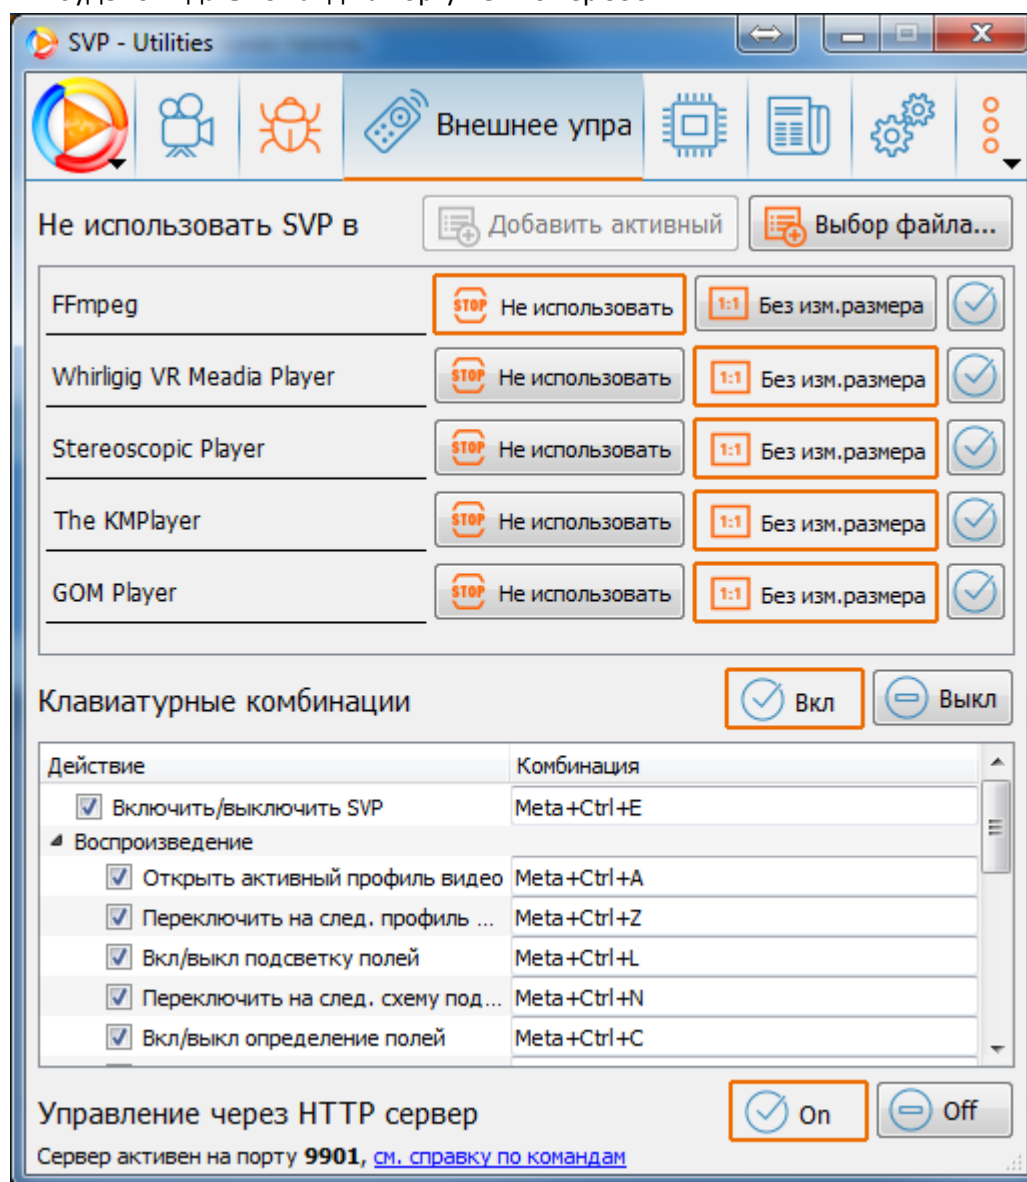 SVP - Utilities
Внешнее упра
Не использовать SVP в
Добавить активный
Выбор файла...
FFmpeg
STOP Не использовать
1:1 Без изм.размера
Whirligig VR Meadia Player
STOP Не использовать
1:1 Без изм.размера
Stereoscopic Player
STOP Не использовать
1:1 Без изм.размера
The KMPlayer
STOP Не использовать
1:1 Без изм.размера
GOM Player
STOP Не использовать
1:1 Без изм.размера
Клавиатурные комбинации
Вкл
Выкл
Действие
Комбинация
Включить/выключить SVP
Meta+Ctrl+E
Воспроизведение
Открыть активный профиль видео
Meta+Ctrl+A
Переключить на след. профиль ...
Meta+Ctrl+Z
Вкл/выкл подсветку полей
Meta+Ctrl+L
Переключить на след. схему под...
Meta+Ctrl+N
Вкл/выкл определение полей
Meta+Ctrl+C
Управление через HTTP сервер
On
Off
Сервер активен на порту 9901, см. справку по командам